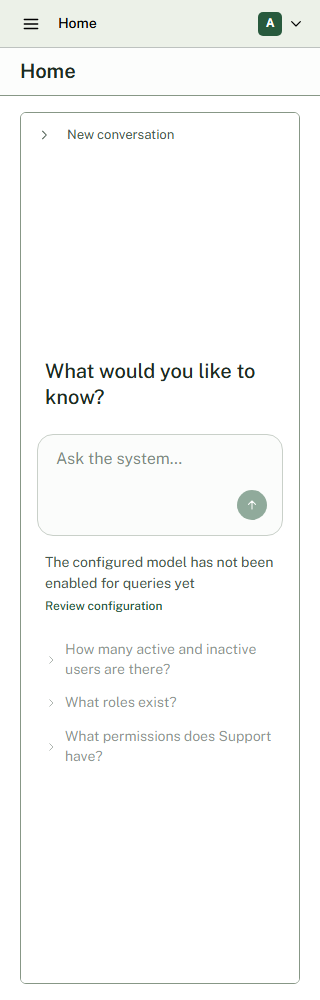 Home
A
Home
New conversation
What would you like to
know?
Ask the system...
The configured model has not been
enabled for queries yet
Review configuration
How many active and inactive
users are there?
What roles exist?
What permissions does Support
have?